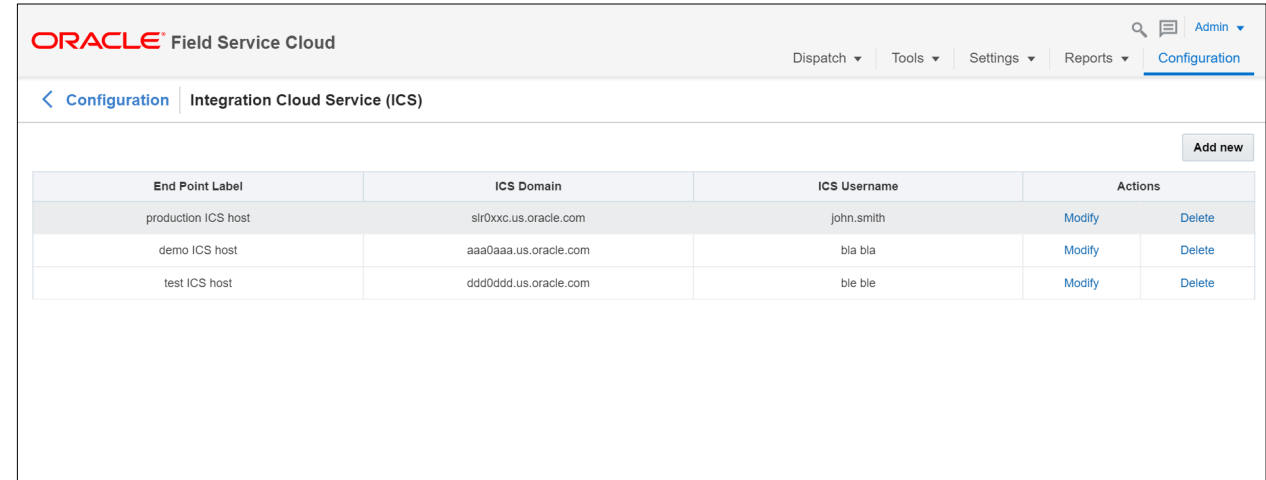 Admin
ORACLE Field Service Cloud
Dispatch Tools Settings Reports Configuration
Configuration Integration Cloud Service (ICS)
Add new
End Point Label ICS Domain ICS Username Actions
production ICS host slr0xxc.us.oracle.com john.smith Modify Delete
demo ICS host aaa0aaa.us.oracle.com bla bla Modify Delete
test ICS host ddd0ddd.us.oracle.com ble ble Modify Delete